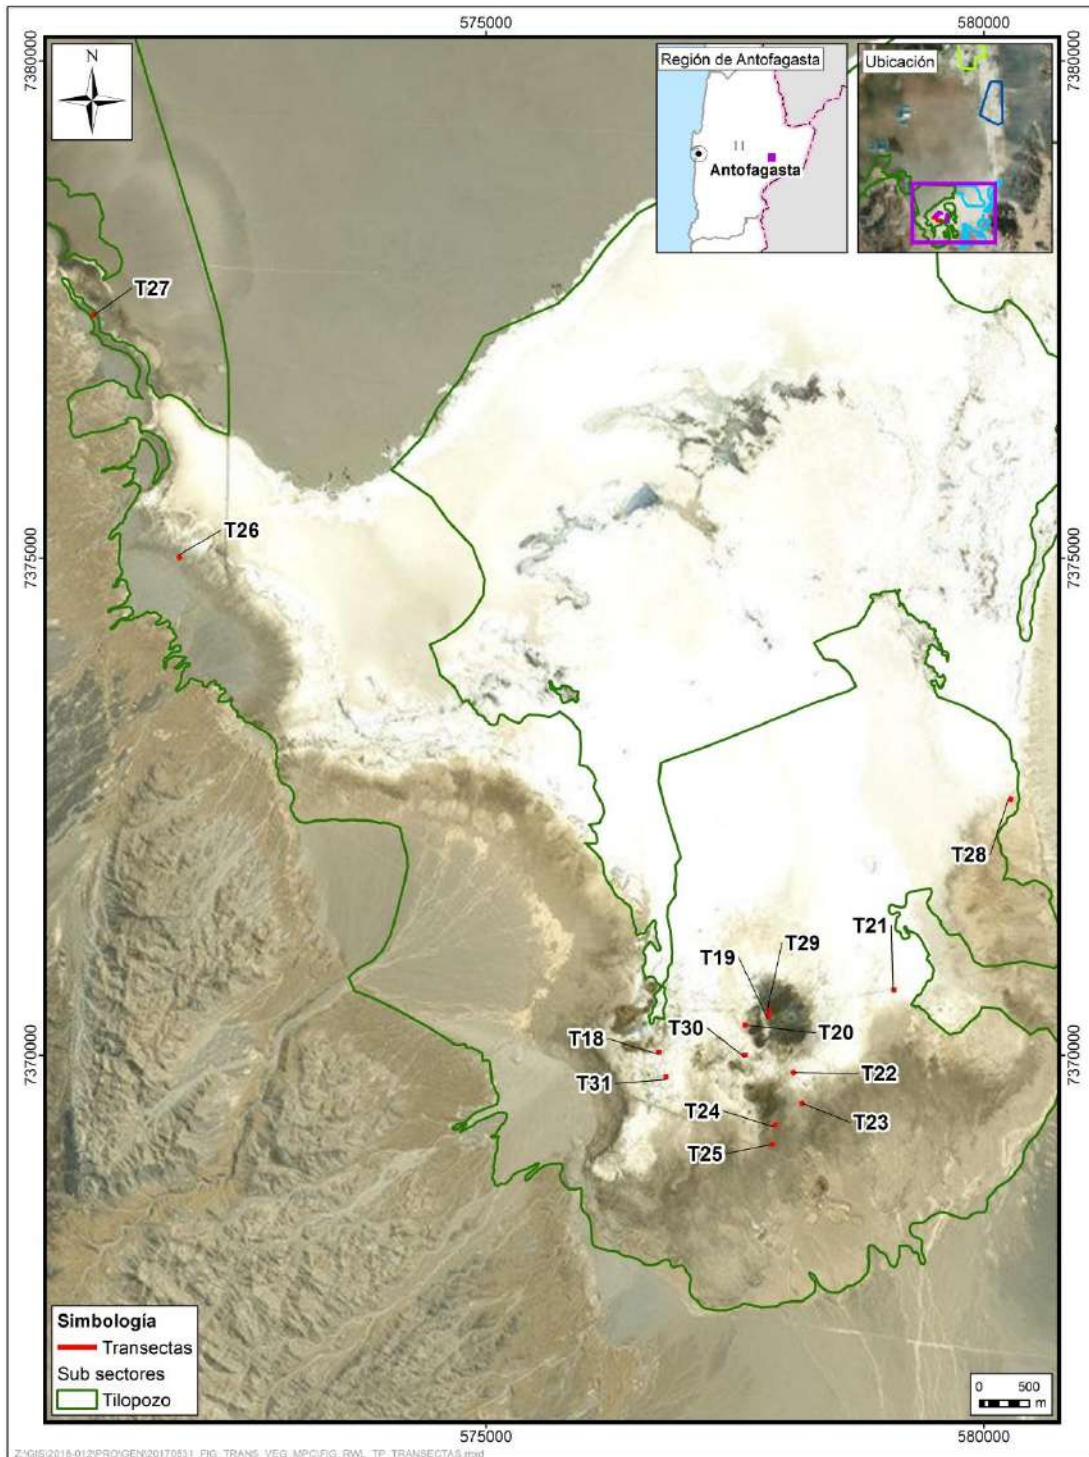 575000
580000
7380000
7380000
N
Región de Antofagasta
II
Antofagasta
Ubicación
T27
T26
7375000
7375000
T28
T21
T29
T19
T18
T30
T20
T31
T22
7370000
7370000
T24
T23
T25
Simbología
Transectas
Sub sectores
Tilopozo
0 500
m
575000
580000